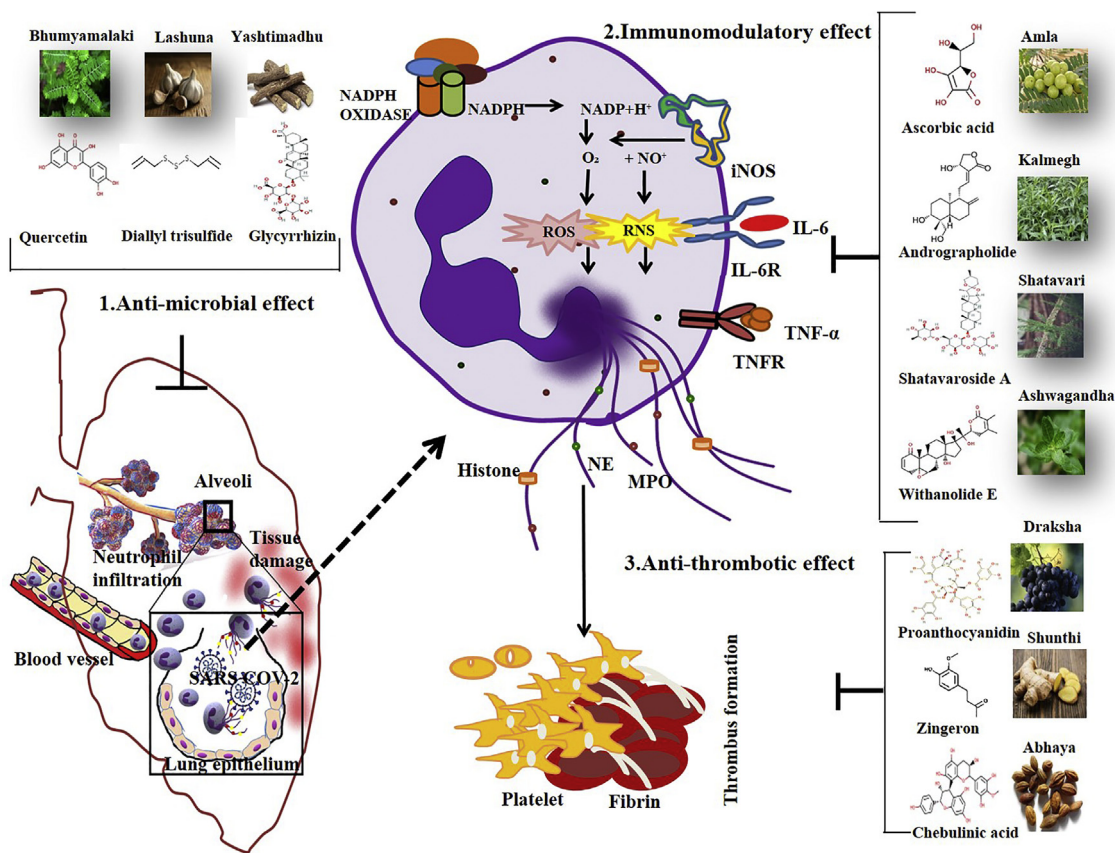 Bhumyamalaki
Lashuna
Yashtimadhu
Quercetin
Diallyl trisulfide
Glycyrrhizin
1.Anti-microbial effect
Alveoli
Neutrophil
infiltration
Tissue
damage
Blood vessel
SARS-COV-2
Lung epithelium
2.Immunomodulatory effect
NADPH
OXIDASE
NADPH
NADP+H⁺
O₂
+ NO⁺
iNOS
ROS
RNS
IL-6
IL-6R
TNF-α
TNFR
Histone
NE
MPO
Amla
Ascorbic acid
Kalmegh
Andrographolide
Shatavari
Shatavaroside A
Ashwagandha
Withanolide E
3.Anti-thrombotic effect
Platelet
Fibrin
Thrombus formation
Draksha
Proanthocyanidin
Shunthi
Zingeron
Abhaya
Chebulinic acid